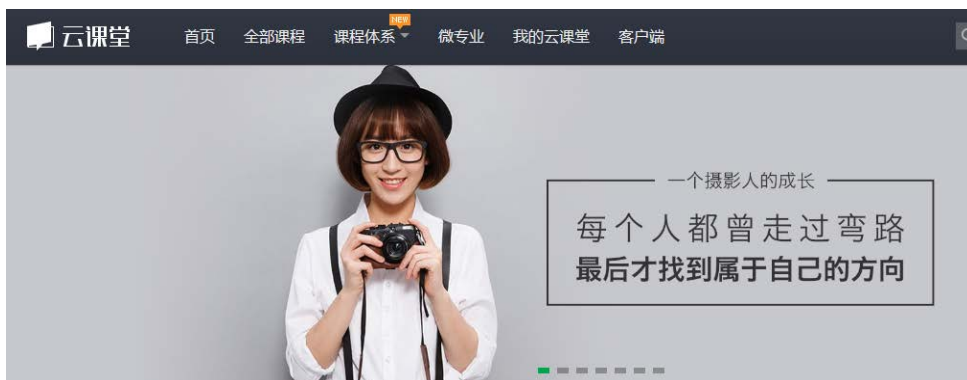 云课堂
首页 全部课程 课程体系 NEW 微专业 我的云课堂 客户端
一个摄影人的成长
每个人都曾走过弯路
最后才找到属于自己的方向